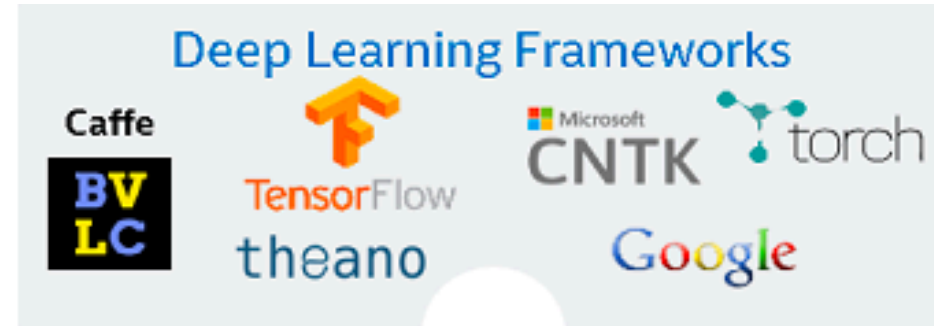 Deep Learning Frameworks
Caffe
BV
LC
TensorFlow
Microsoft
CNTK
torch
theano
Google